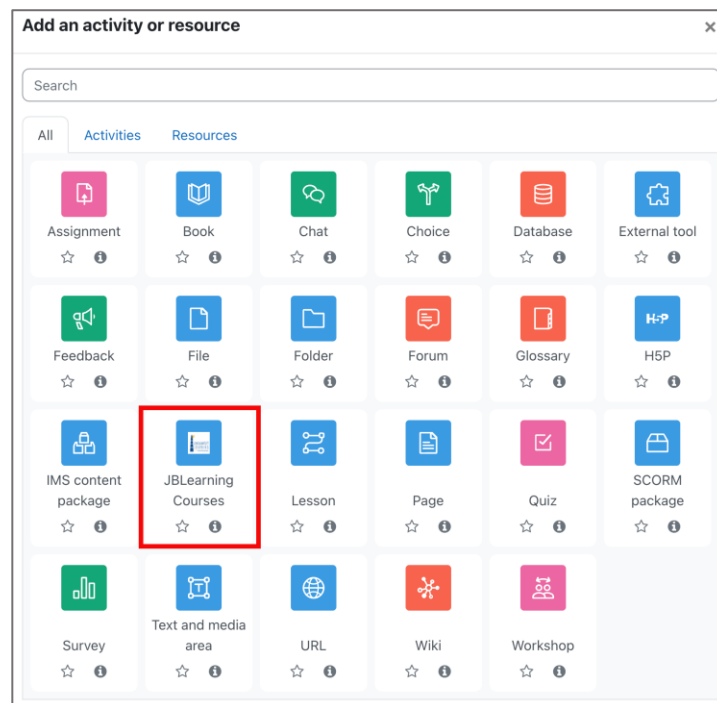 Add an activity or resource ×
Search
All Activities Resources
Assignment Book Chat Choice Database External tool
Feedback File Folder Forum Glossary H5P
H-P
IMS content package JBLearning Courses Lesson Page Quiz SCORM package
Survey Text and media area URL Wiki Workshop